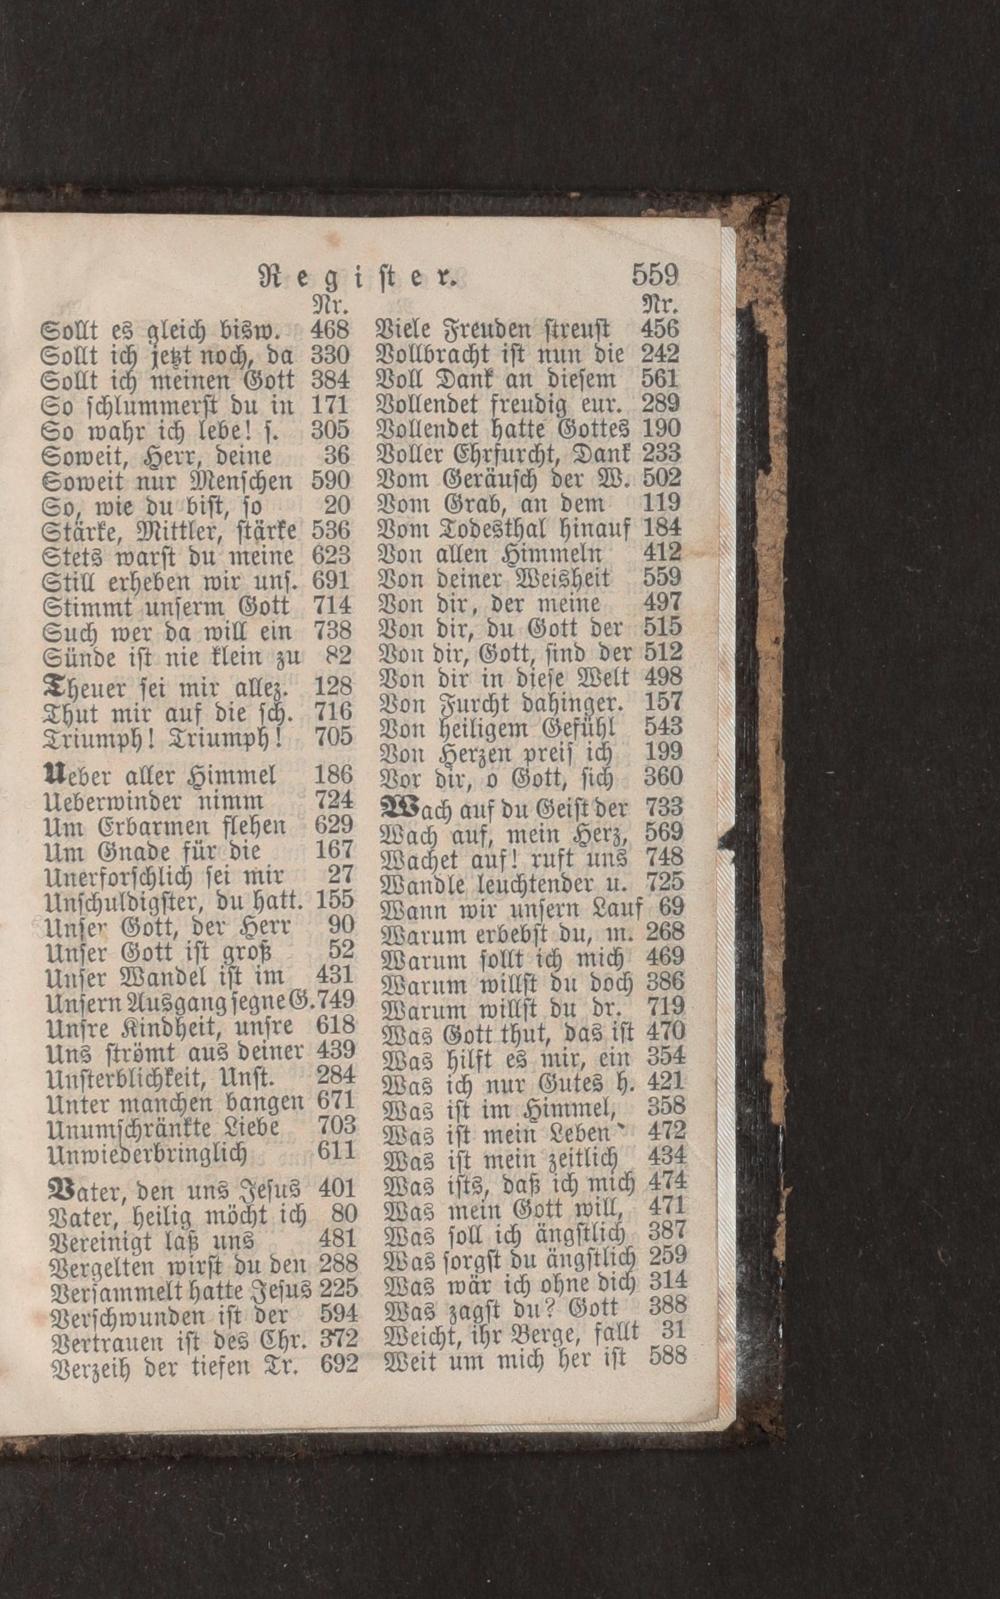 Register. 559
Nr.
Sollt es gleich bisw. 468
Sollt ich jetzt noch, da 330
Sollt ich meinen Gott 384
So schlummerst du in 171
So wahr ich lebe! s. 305
Soweit, Herr, deine 36
Soweit nur Menschen 590
So, wie du bist, so 20
Stärke, Mittler, stärke 536
Stets warst du meine 623
Still erheben wir uns. 691
Stimmt unserm Gott 714
Such wer da will ein 738
Sünde ist nie klein zu 82
Theuer sei mir allez. 128
Thut mir auf die sch. 716
Triumph! Triumph! 705
Ueber aller Himmel 186
Ueberwinder nimm 724
Um Erbarmen flehen 629
Um Gnade für die 167
Unerforschlich sei mir 27
Unschuldigster, du hatt. 155
Unser Gott, der Herr 90
Unser Gott ist groß 52
Unser Wandel ist im 431
Unsern Ausgang segne G. 749
Unsre Kindheit, unsre 618
Uns strömt aus deiner 439
Unsterblichkeit, Unst. 284
Unter manchen bangen 671
Unumschränkte Liebe 703
Unwiederbringlich 611
Vater, den uns Jesus 401
Vater, heilig möcht ich 80
Vereinigt laß uns 481
Vergelten wirst du den 288
Versammelt hatte Jesus 225
Verschwunden ist der 594
Vertrauen ist des Chr. 372
Verzeih der tiefen Tr. 692
Nr.
Viele Freuden streust 456
Vollbracht ist nun die 242
Voll Dank an diesem 561
Vollendet freudig eur. 289
Vollendet hatte Gottes 190
Voller Ehrfurcht, Dank 233
Vom Geräusch der W. 502
Vom Grab, an dem 119
Vom Todesthal hinauf 184
Von allen Himmeln 412
Von deiner Weisheit 559
Von dir, der meine 497
Von dir, du Gott der 515
Von dir, Gott, sind der 512
Von dir in diese Welt 498
Von Furcht dahinger. 157
Von heiligem Gefühl 543
Von Herzen preis ich 199
Vor dir, o Gott, sich 360
Wach auf du Geist der 733
Wach auf, mein Herz, 569
Wachet auf! ruft uns 748
Wandle leuchtender u. 725
Wann wir unsern Lauf 69
Warum erbebst du, m. 268
Warum sollt ich mich 469
Warum willst du doch 386
Warum willst du dr. 719
Was Gott thut, das ist 470
Was hilft es mir, ein 354
Was ich nur Gutes h. 421
Was ist im Himmel, 358
Was ist mein Leben 472
Was ist mein zeitlich 434
Was ists, daß ich mich 474
Was mein Gott will, 471
Was soll ich ängstlich 387
Was sorgst du ängstlich 259
Was wär ich ohne dich 314
Was zagst du? Gott 388
Weicht, ihr Berge, fallt 31
Weit um mich her ist 588